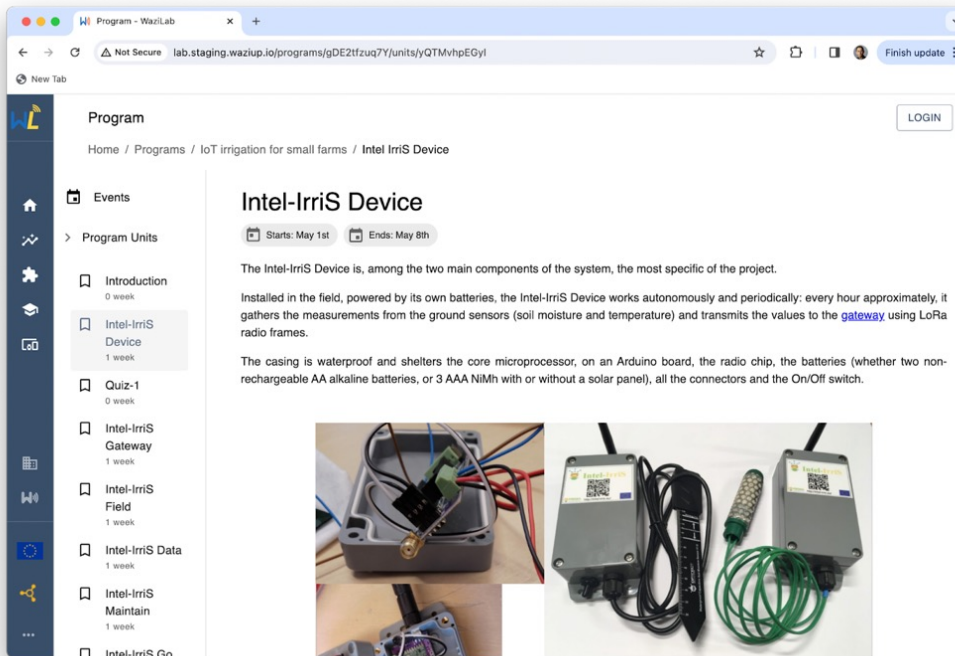 Program - WaziLab
Not Secure
lab.staging.waziup.io/programs/gDE2tfzuq7Y/units/yQTMvhpEGyI
Finish update
New Tab
WL
Program
LOGIN
Home / Programs / IoT irrigation for small farms / Intel IrriS Device
Events
Program Units
Introduction
0 week
Intel-IrriS
Device
1 week
Quiz-1
0 week
Intel-IrriS
Gateway
1 week
Intel-IrriS
Field
1 week
Intel-IrriS Data
1 week
Intel-IrriS
Maintain
1 week
Intel-IrriS Go
Intel-IrriS Device
Starts: May 1st
Ends: May 8th
The Intel-IrriS Device is, among the two main components of the system, the most specific of the project.
Installed in the field, powered by its own batteries, the Intel-IrriS Device works autonomously and periodically: every hour approximately, it
gathers the measurements from the ground sensors (soil moisture and temperature) and transmits the values to the gateway using LoRa
radio frames.
The casing is waterproof and shelters the core microprocessor, on an Arduino board, the radio chip, the batteries (whether two non-
rechargeable AA alkaline batteries, or 3 AAA NiMh with or without a solar panel), all the connectors and the On/Off switch.
Intel-IrriS
Intel-IrriS